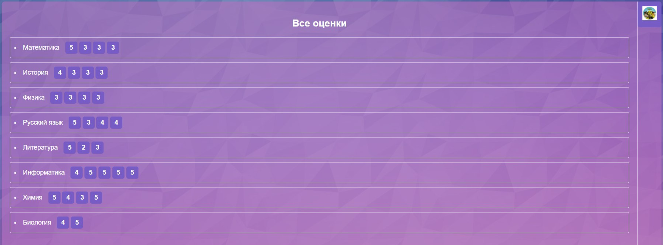 Все оценки
Математика 5 3 3 3
История 4 3 3 3
Физика 3 3 3 3
Русский язык 5 3 4 4
Литература 5 2 3
Информатика 4 5 5 5 5
Химия 5 4 3 5
Биология 4 5